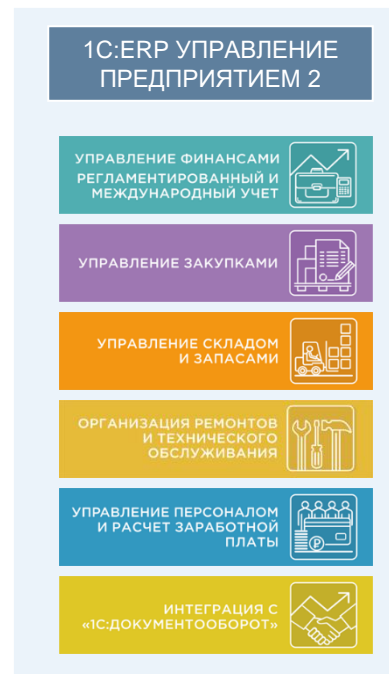 1С:ERP УПРАВЛЕНИЕ
ПРЕДПРИЯТИЕМ 2
УПРАВЛЕНИЕ ФИНАНСАМИ
РЕГЛАМЕНТИРОВАННЫЙ И
МЕЖДУНАРОДНЫЙ УЧЕТ
УПРАВЛЕНИЕ ЗАКУПКАМИ
УПРАВЛЕНИЕ СКЛАДОМ
И ЗАПАСАМИ
ОРГАНИЗАЦИЯ РЕМОНТОВ
И ТЕХНИЧЕСКОГО
ОБСЛУЖИВАНИЯ
УПРАВЛЕНИЕ ПЕРСОНАЛОМ
И РАСЧЕТ ЗАРАБОТНОЙ
ПЛАТЫ
ИНТЕГРАЦИЯ С
«1С:ДОКУМЕНТООБОРОТ»